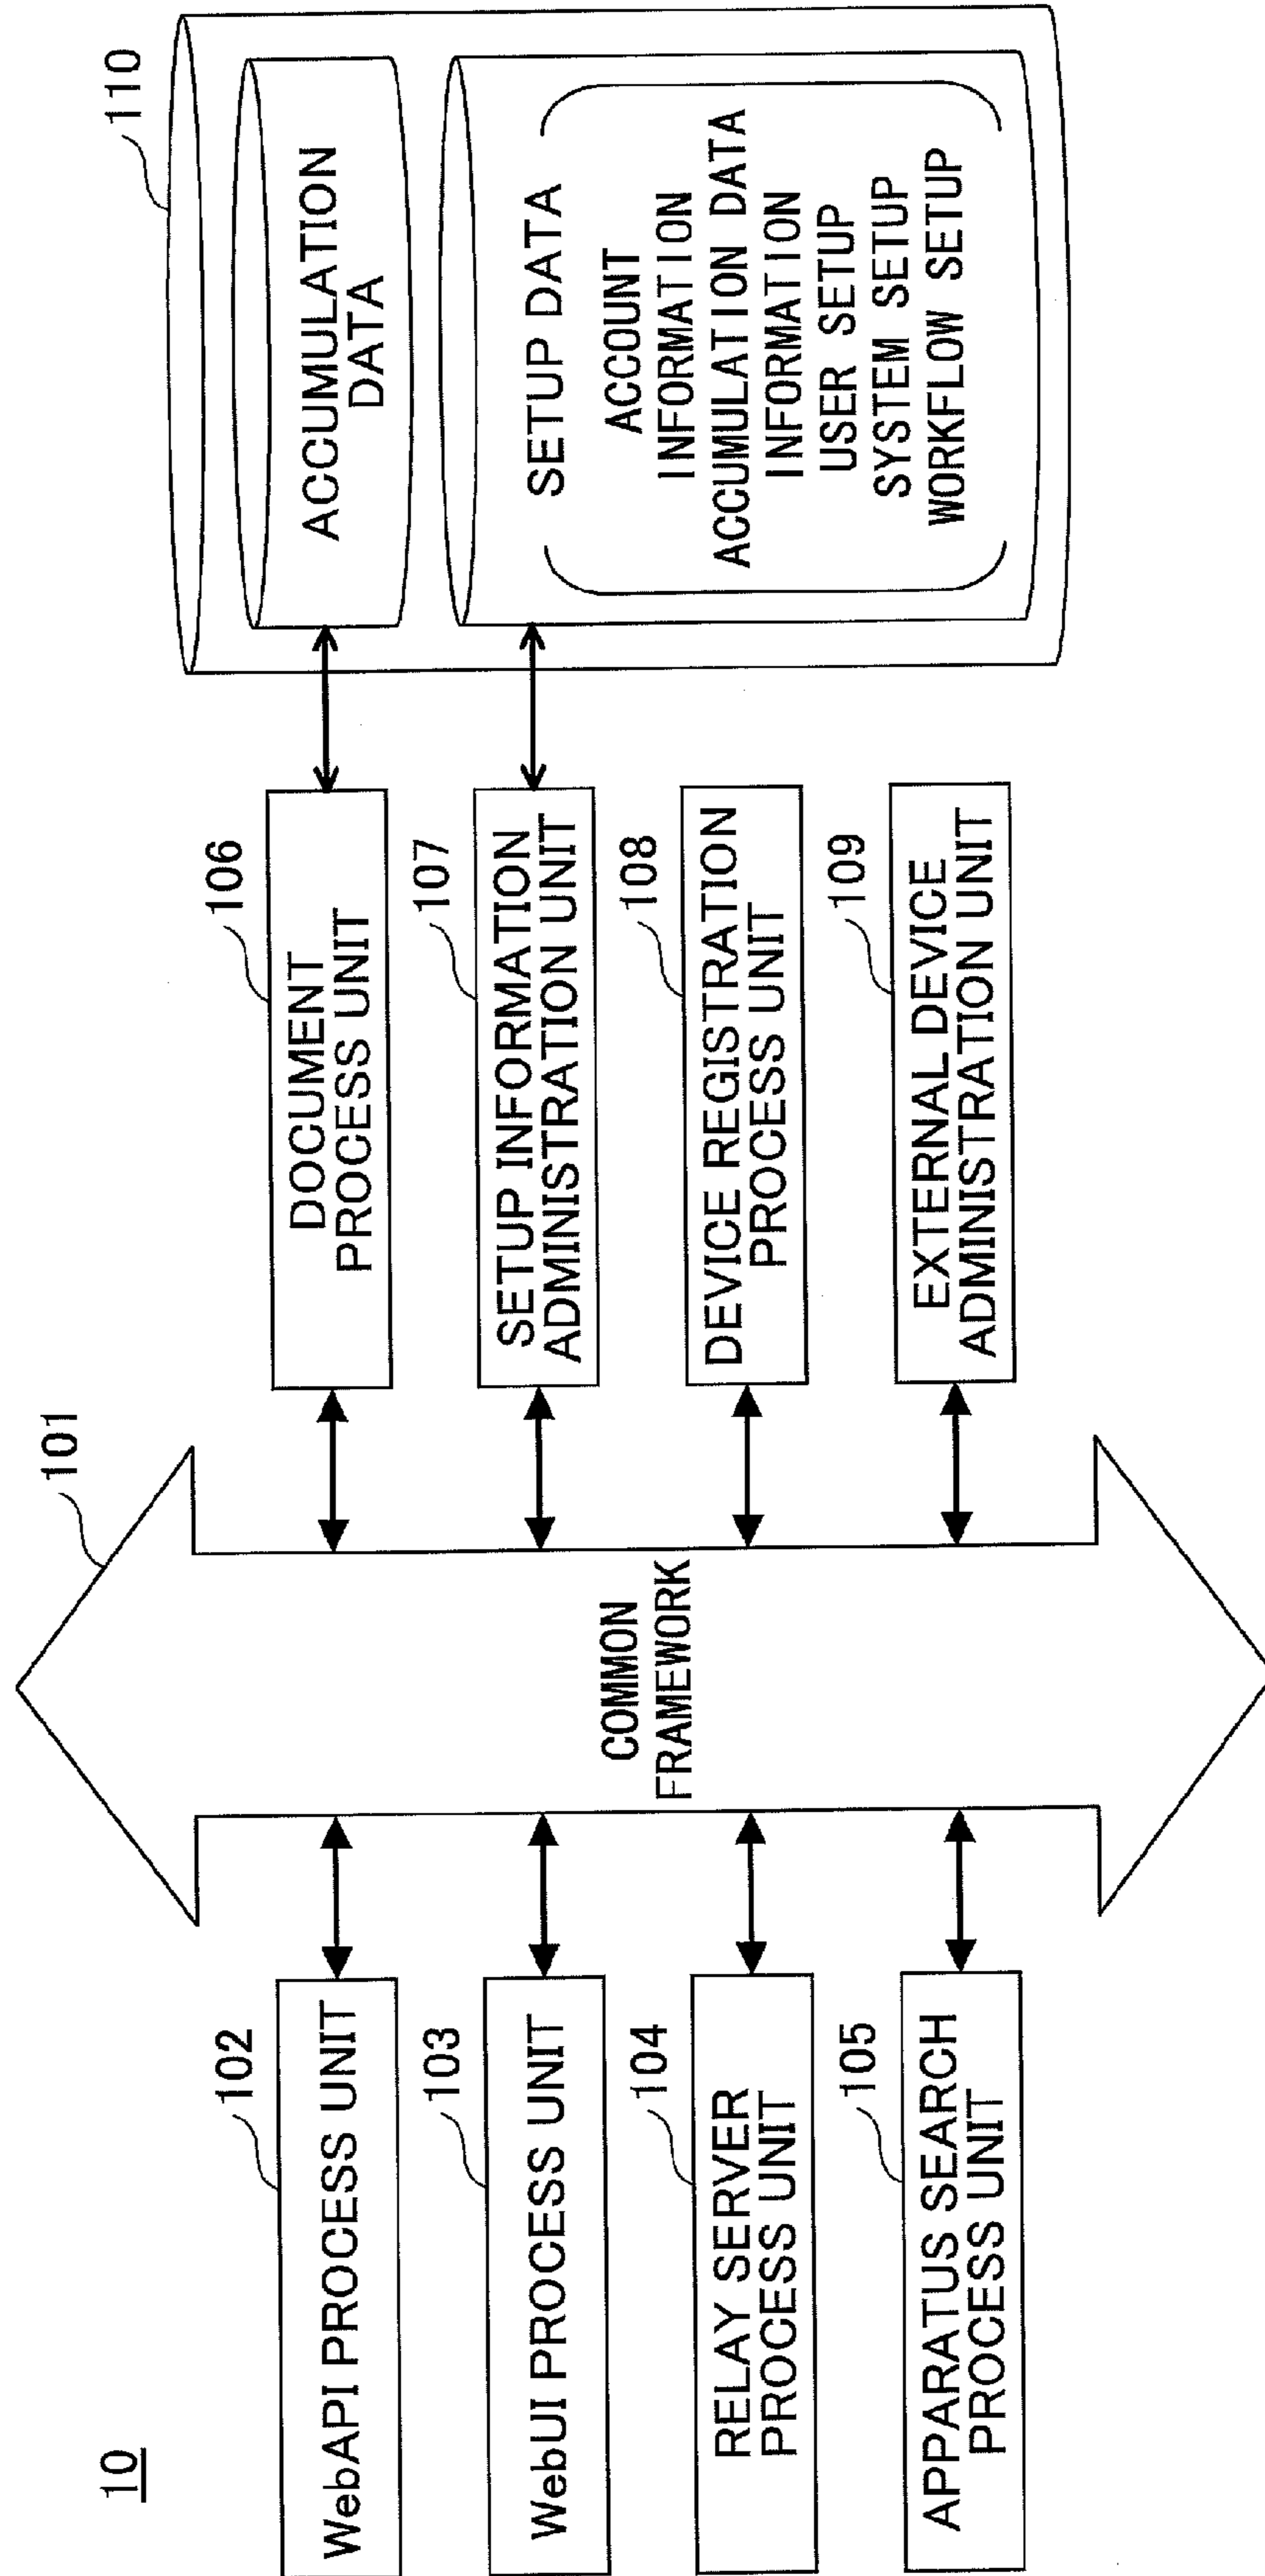 10
101
102
WebAPI PROCESS UNIT
103
WebUI PROCESS UNIT
104
RELAY SERVER
PROCESS UNIT
105
APPARATUS SEARCH
PROCESS UNIT
COMMON
FRAMEWORK
106
DOCUMENT
PROCESS UNIT
107
SETUP INFORMATION
ADMINISTRATION UNIT
108
DEVICE REGISTRATION
PROCESS UNIT
109
EXTERNAL DEVICE
ADMINISTRATION UNIT
110
ACCUMULATION
DATA
SETUP DATA
ACCOUNT
INFORMATION
ACCUMULATION DATA
INFORMATION
USER SETUP
SYSTEM SETUP
WORKFLOW SETUP